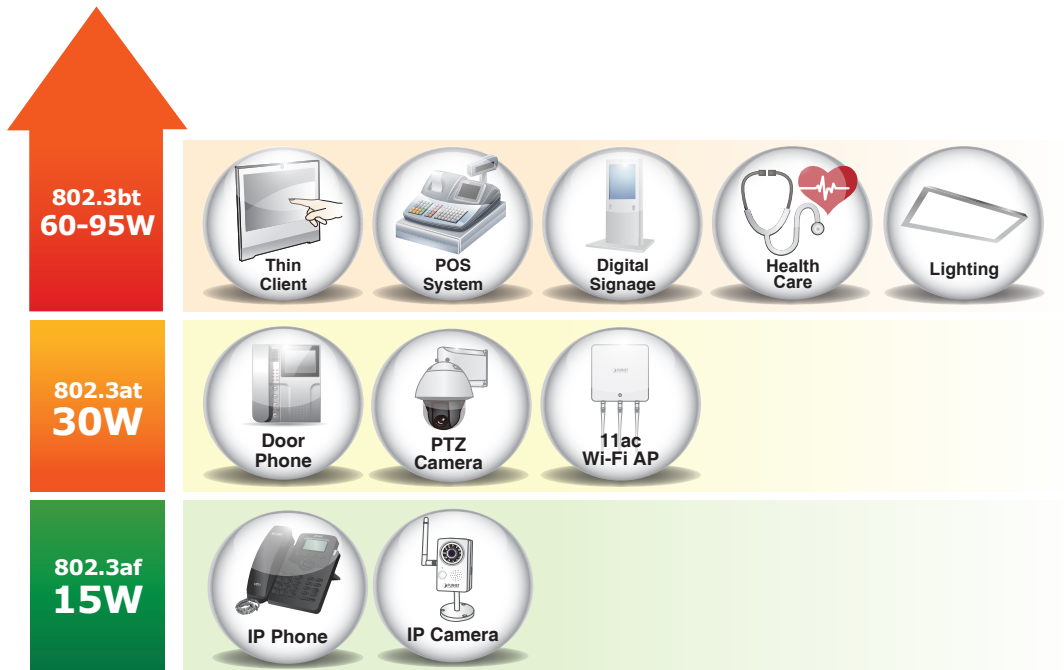 802.3bt
60-95W
Thin
Client
POS
System
Digital
Signage
Health
Care
Lighting
802.3at
30W
Door
Phone
PTZ
Camera
11ac
Wi-Fi AP
802.3af
15W
IP Phone
IP Camera